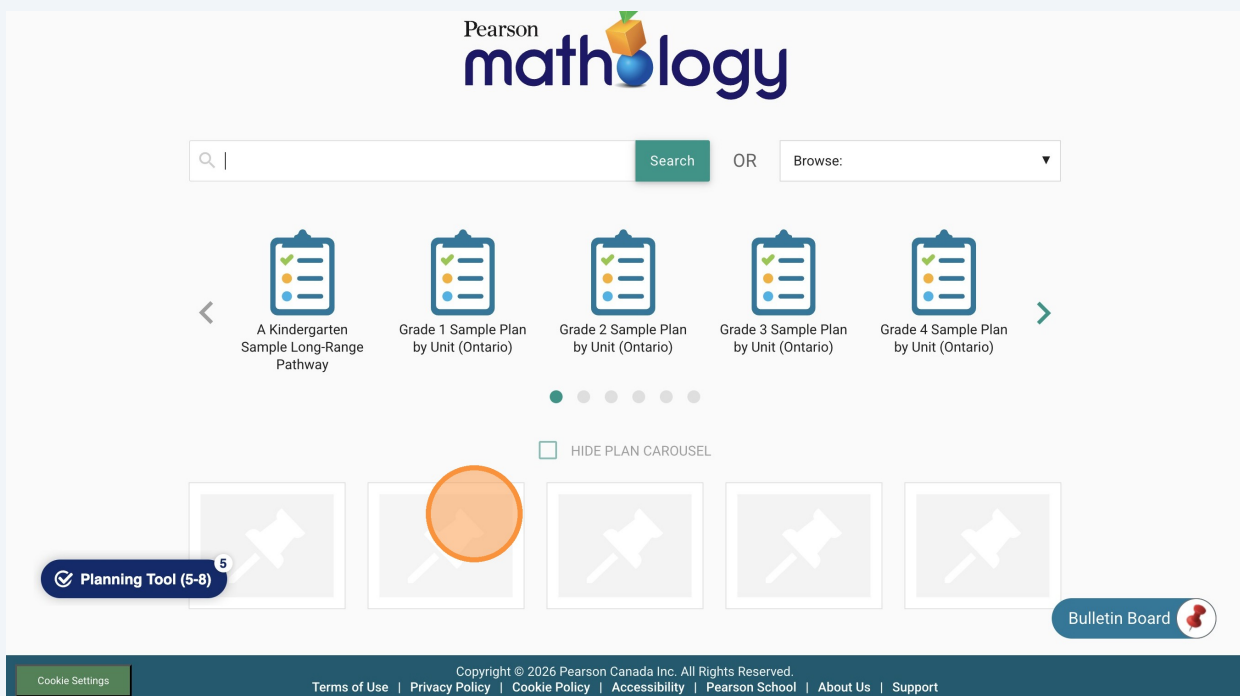 Pearson
mathology
Search
OR
Browse:
A Kindergarten
Sample Long-Range
Pathway
Grade 1 Sample Plan
by Unit (Ontario)
Grade 2 Sample Plan
by Unit (Ontario)
Grade 3 Sample Plan
by Unit (Ontario)
Grade 4 Sample Plan
by Unit (Ontario)
HIDE PLAN CAROUSEL
Planning Tool (5-8)
5
Bulletin Board
Cookie Settings
Copyright © 2026 Pearson Canada Inc. All Rights Reserved.
Terms of Use | Privacy Policy | Cookie Policy | Accessibility | Pearson School | About Us | Support